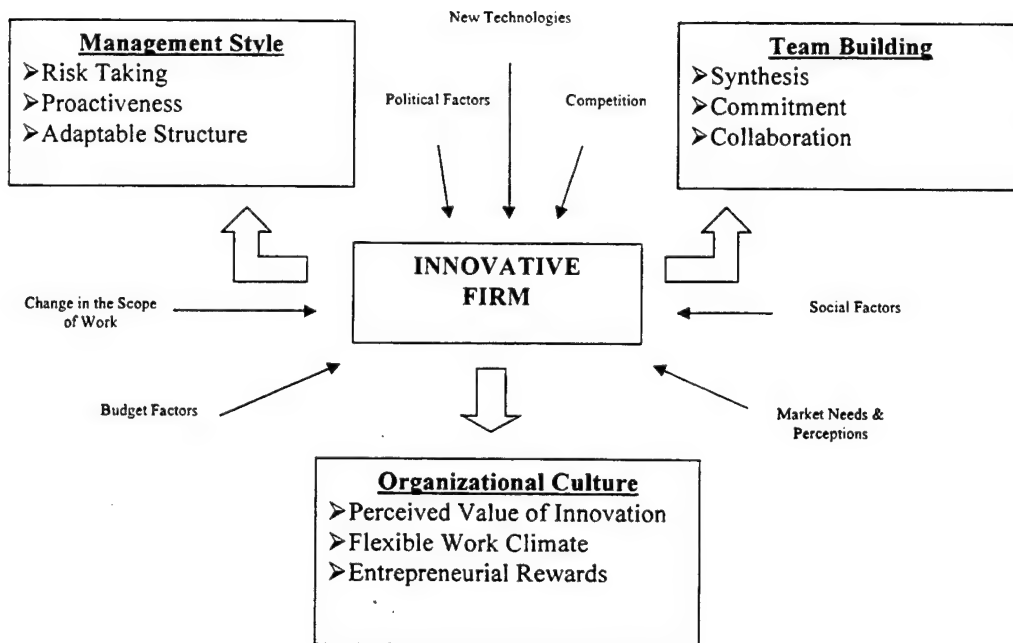 New Technologies
Management Style
➢Risk Taking
➢Proactiveness
➢Adaptable Structure
Political Factors
Competition
Team Building
➢Synthesis
➢Commitment
➢Collaboration
INNOVATIVE
FIRM
Change in the Scope
of Work
Social Factors
Budget Factors
Market Needs &
Perceptions
Organizational Culture
➢Perceived Value of Innovation
➢Flexible Work Climate
➢Entrepreneurial Rewards